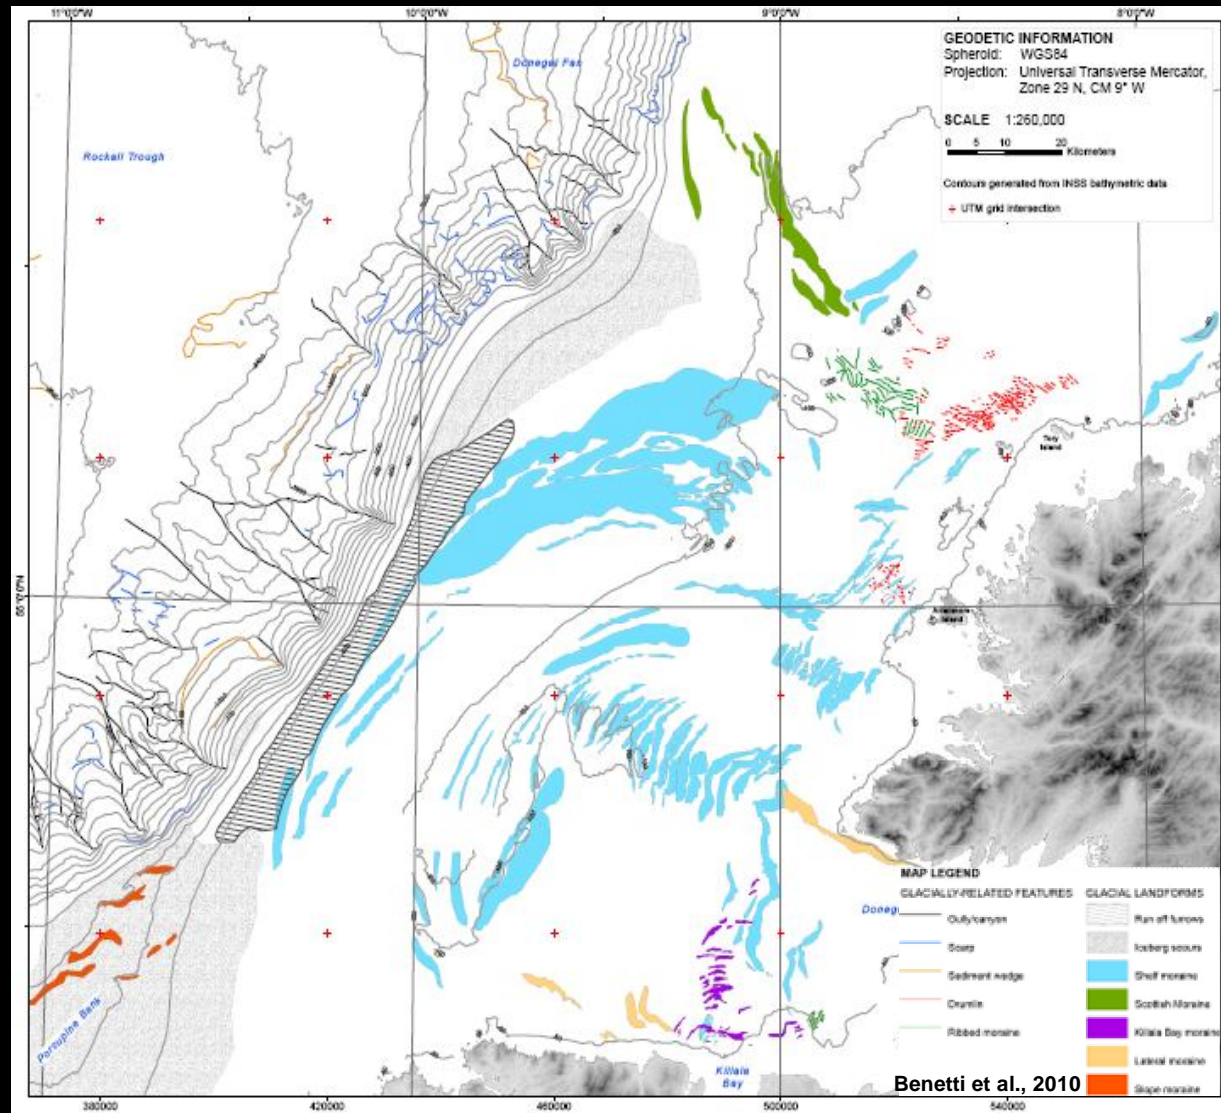 11°0'0"W 10°0'0"W 9°0'0"W 8°0'0"W
GEODETIC INFORMATION
Spheroid: WGS84
Projection: Universal Transverse Mercator,
Zone 29 N, CM 9° W
SCALE 1:260,000
0 5 10 20
Kilometers
Contours generated from INSS bathymetric data
+ UTM grid intersection
Donegal Fan
Rockall Trough
Tory
Island
55°0'0"N
Island
MAP LEGEND
GLACIALLY-RELATED FEATURES
Gully/canyon
Scarp
Sediment wedge
Drumlin
Ribbed moraine
GLACIAL LANDFORMS
Run off furrows
Iceberg scours
Shelf moraine
Scottish Moraine
Killala Bay moraine
Lateral moraine
Slope moraine
Doneg
Porcupine Bank
Killala
Bay
Benetti et al., 2010
380000 420000 460000 500000 540000